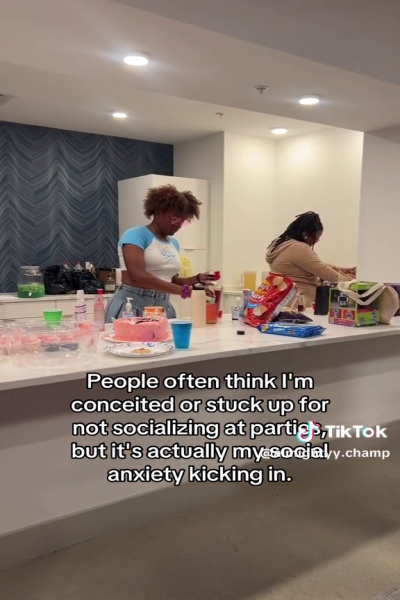 People often think I'm
conceited or stuck up for
not socializing at parties,
but it's actually my social
anxiety kicking in.
TikTok